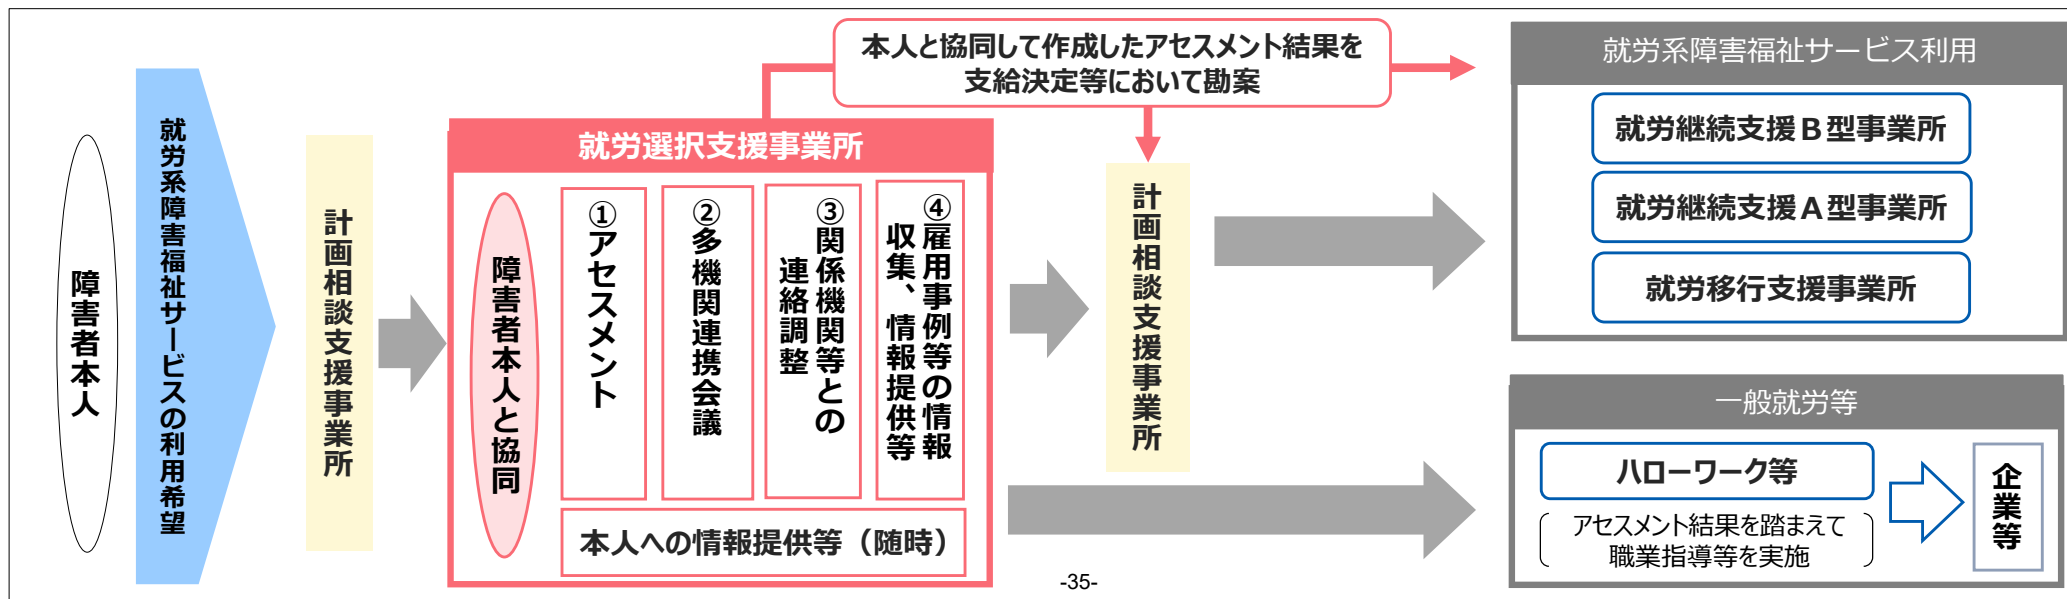 障害者本人
就労系障害福祉サービスの利用希望
計画相談支援事業所
就労選択支援事業所
障害者本人と協同
①アセスメント
②多機関連携会議
③関係機関等との
連絡調整
④雇用事例等の情報
収集、情報提供等
本人への情報提供等（随時）
本人と協同して作成したアセスメント結果を
支給決定等において勘案
計画相談支援事業所
就労系障害福祉サービス利用
就労継続支援Ｂ型事業所
就労継続支援Ａ型事業所
就労移行支援事業所
一般就労等
ハローワーク等
アセスメント結果を踏まえて
職業指導等を実施
企業等
-35-